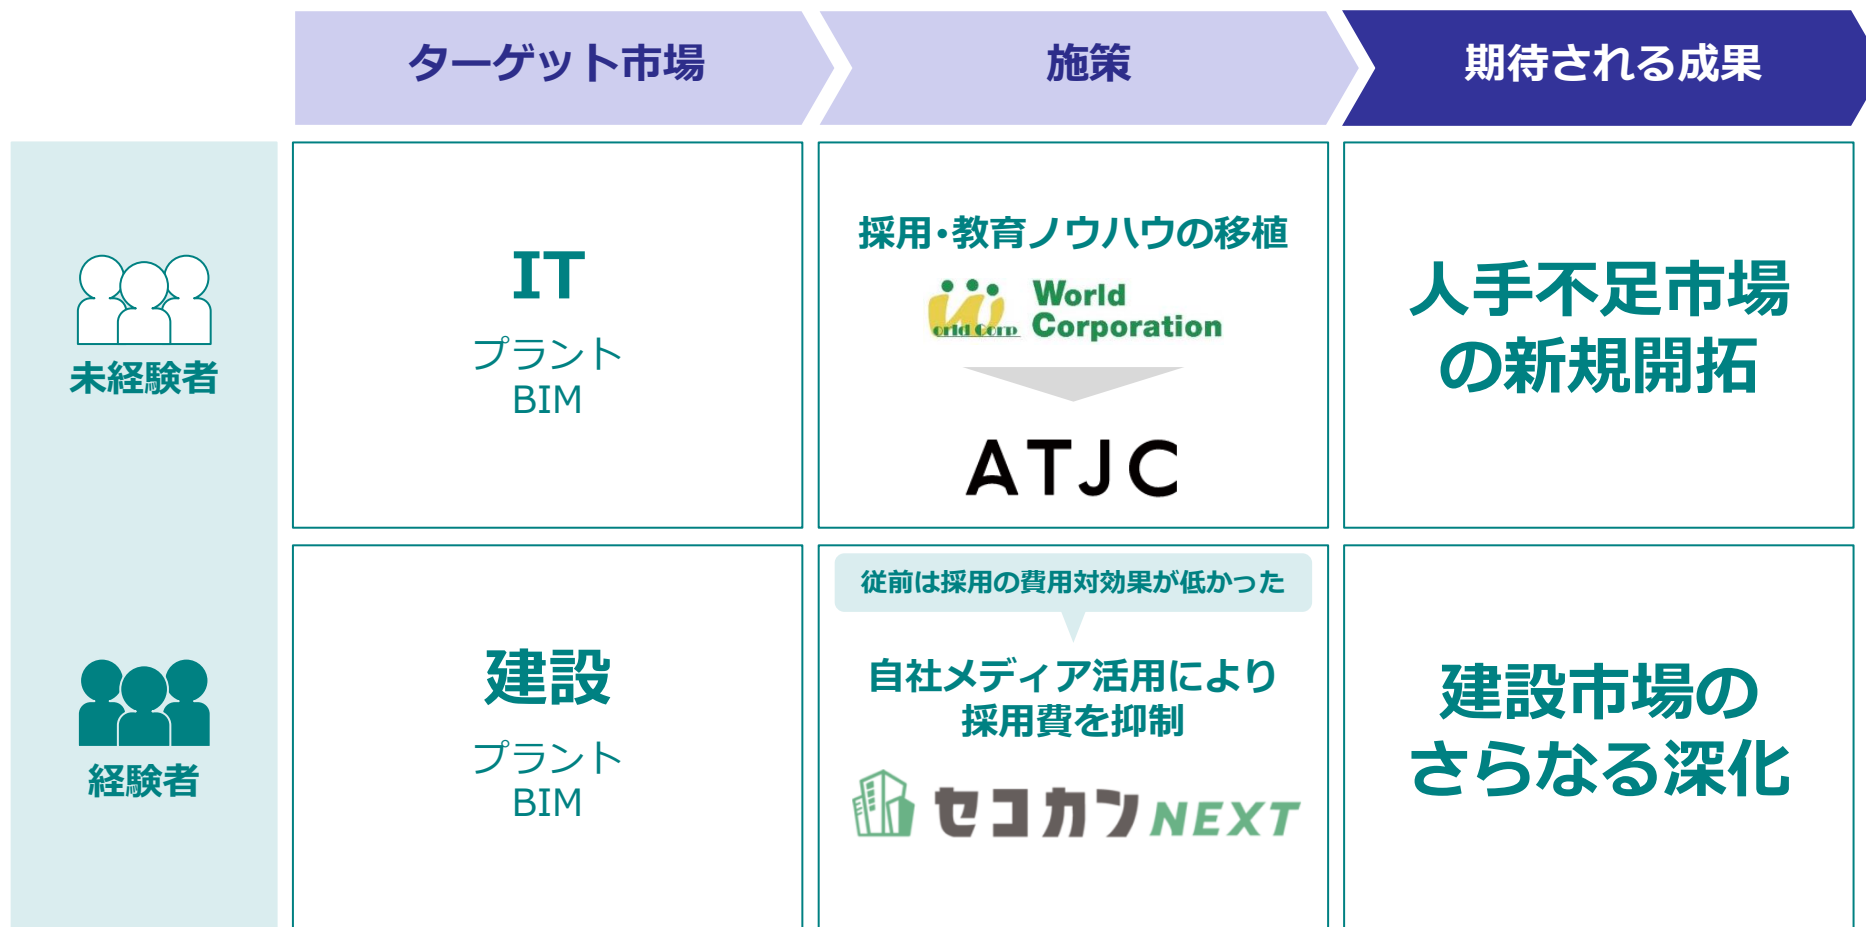 ターゲット市場
施策
期待される成果
未経験者
IT
プラント
BIM
採用・教育ノウハウの移植
World Corp
World
Corporation
ATJC
人手不足市場
の新規開拓
経験者
建設
プラント
BIM
従前は採用の費用対効果が低かった
自社メディア活用により
採用費を抑制
セコカンNEXT
建設市場の
さらなる深化